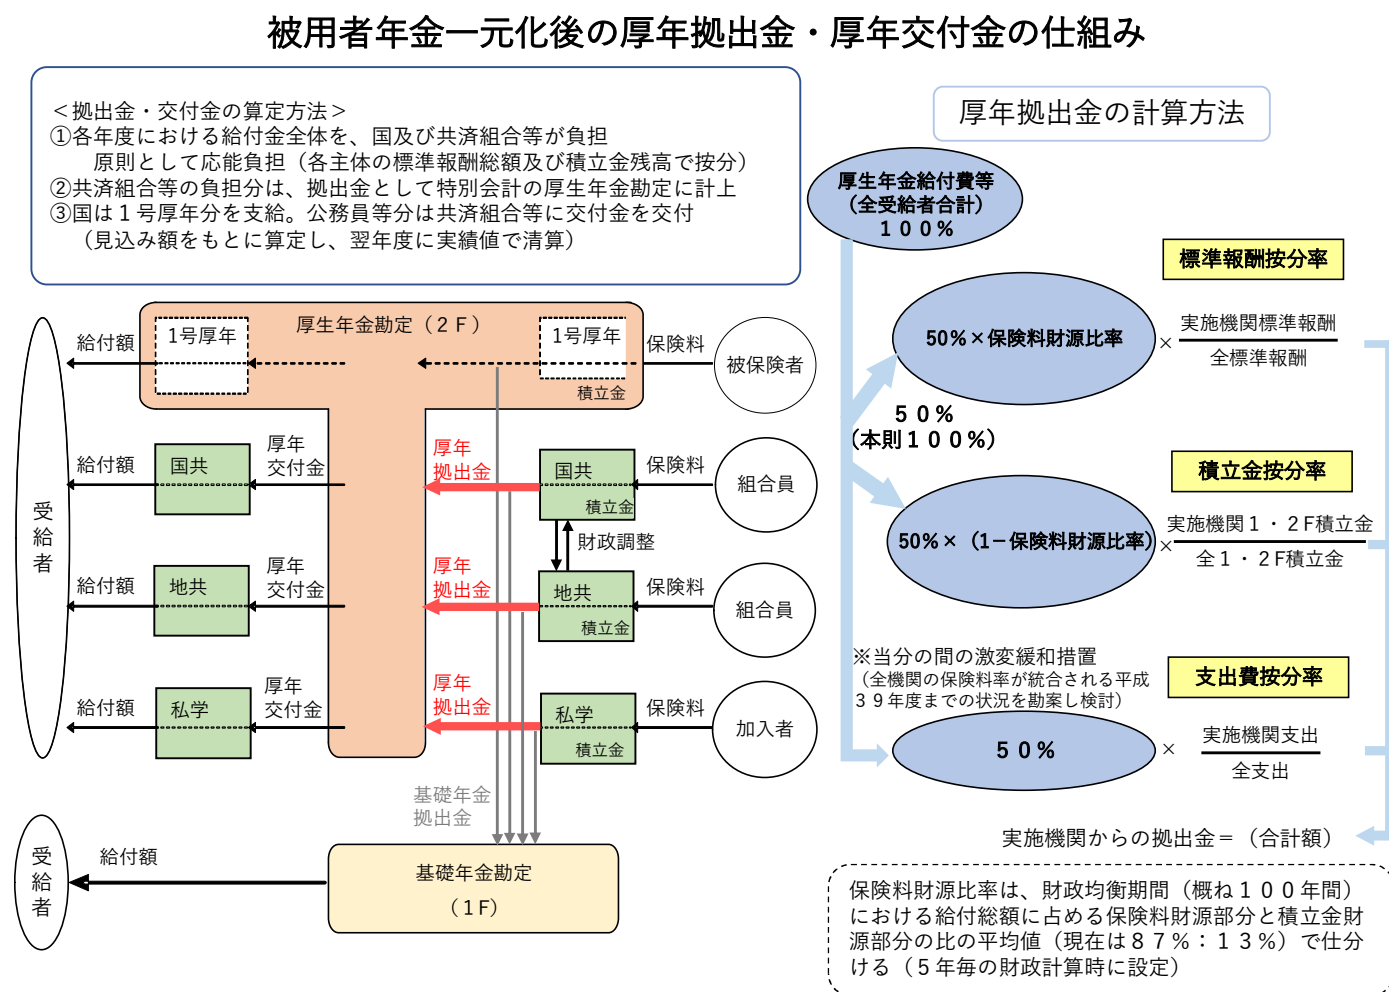 被用者年金一元化後の厚年拠出金・厚年交付金の仕組み
＜拠出金・交付金の算定方法＞
①各年度における給付金全体を、国及び共済組合等が負担
原則として応能負担（各主体の標準報酬総額及び積立金残高で按分）
②共済組合等の負担分は、拠出金として特別会計の厚生年金勘定に計上
③国は１号厚年分を支給。公務員等分は共済組合等に交付金を交付
（見込み額をもとに算定し、翌年度に実績値で清算）
厚生年金勘定（２Ｆ）
給付額
1号厚年
1号厚年
積立金
保険料
被保険者
受給者
給付額
国共
厚年
交付金
厚年
拠出金
国共
積立金
保険料
組合員
財政調整
給付額
地共
厚年
交付金
厚年
拠出金
地共
積立金
保険料
組合員
給付額
私学
厚年
交付金
厚年
拠出金
私学
積立金
保険料
加入者
基礎年金
拠出金
受給者
給付額
基礎年金勘定
（１F）
厚年拠出金の計算方法
厚生年金給付費等
（全受給者合計）
１００％
標準報酬按分率
50％×保険料財源比率
×
実施機関標準報酬
全標準報酬
５０％
（本則１００％）
積立金按分率
50％×（1－保険料財源比率）
×
実施機関１・２F積立金
全１・２F積立金
※当分の間の激変緩和措置
（全機関の保険料率が統合される平成
３９年度までの状況を勘案し検討）
支出費按分率
５０％
×
実施機関支出
全支出
実施機関からの拠出金＝（合計額）
保険料財源比率は、財政均衡期間（概ね１００年間）
における給付総額に占める保険料財源部分と積立金財
源部分の比の平均値（現在は８７％：１３％）で仕分
ける（５年毎の財政計算時に設定）